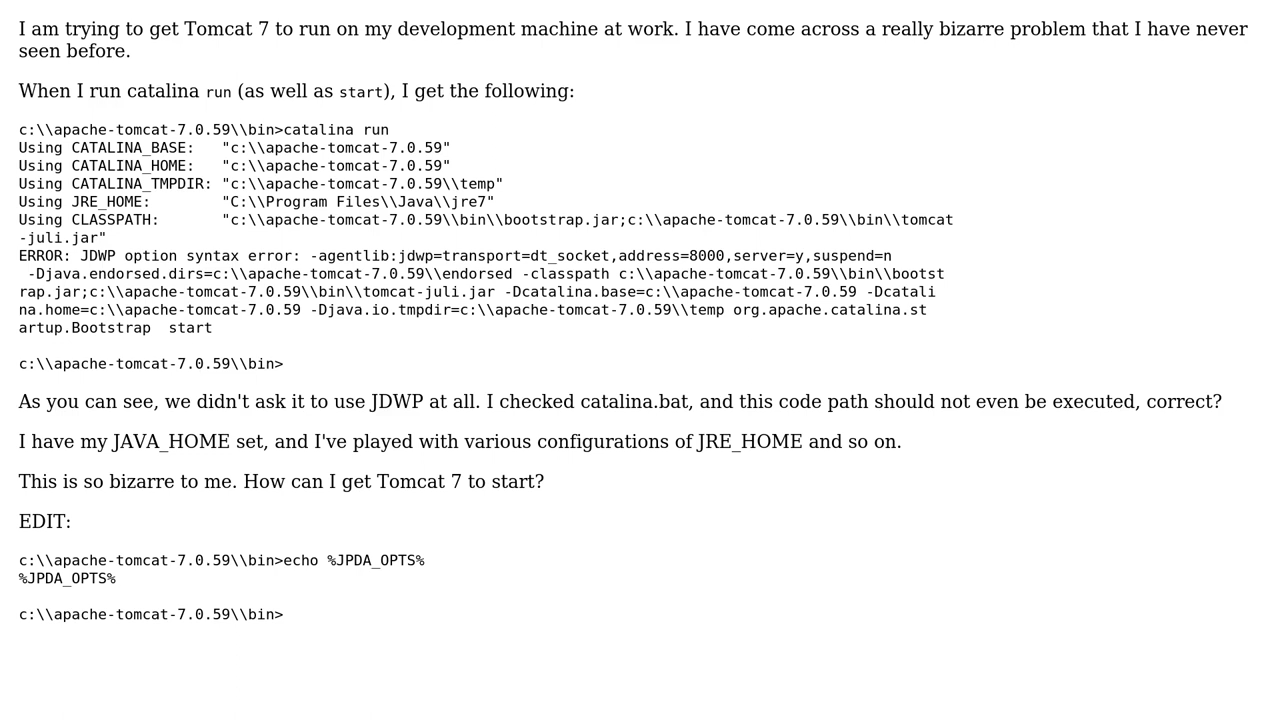 I am trying to get Tomcat 7 to run on my development machine at work. I have come across a really bizarre problem that I have never
seen before.
When I run catalina run (as well as start), I get the following:
c:\\apache-tomcat-7.0.59\\bin>catalina run
Using CATALINA_BASE:   "c:\\apache-tomcat-7.0.59"
Using CATALINA_HOME:   "c:\\apache-tomcat-7.0.59"
Using CATALINA_TMPDIR: "c:\\apache-tomcat-7.0.59\\temp"
Using JRE_HOME:        "C:\\Program Files\\Java\\jre7"
Using CLASSPATH:       "c:\\apache-tomcat-7.0.59\\bin\\bootstrap.jar;c:\\apache-tomcat-7.0.59\\bin\\tomcat
-juli.jar"
ERROR: JDWP option syntax error: -agentlib:jdwp=transport=dt_socket,address=8000,server=y,suspend=n
 -Djava.endorsed.dirs=c:\\apache-tomcat-7.0.59\\endorsed -classpath c:\\apache-tomcat-7.0.59\\bin\\bootst
rap.jar;c:\\apache-tomcat-7.0.59\\bin\\tomcat-juli.jar -Dcatalina.base=c:\\apache-tomcat-7.0.59 -Dcatali
na.home=c:\\apache-tomcat-7.0.59 -Djava.io.tmpdir=c:\\apache-tomcat-7.0.59\\temp org.apache.catalina.st
artup.Bootstrap  start
c:\\apache-tomcat-7.0.59\\bin>
As you can see, we didn't ask it to use JDWP at all. I checked catalina.bat, and this code path should not even be executed, correct?
I have my JAVA_HOME set, and I've played with various configurations of JRE_HOME and so on.
This is so bizarre to me. How can I get Tomcat 7 to start?
EDIT:
c:\\apache-tomcat-7.0.59\\bin>echo %JPDA_OPTS%
%JPDA_OPTS%
c:\\apache-tomcat-7.0.59\\bin>